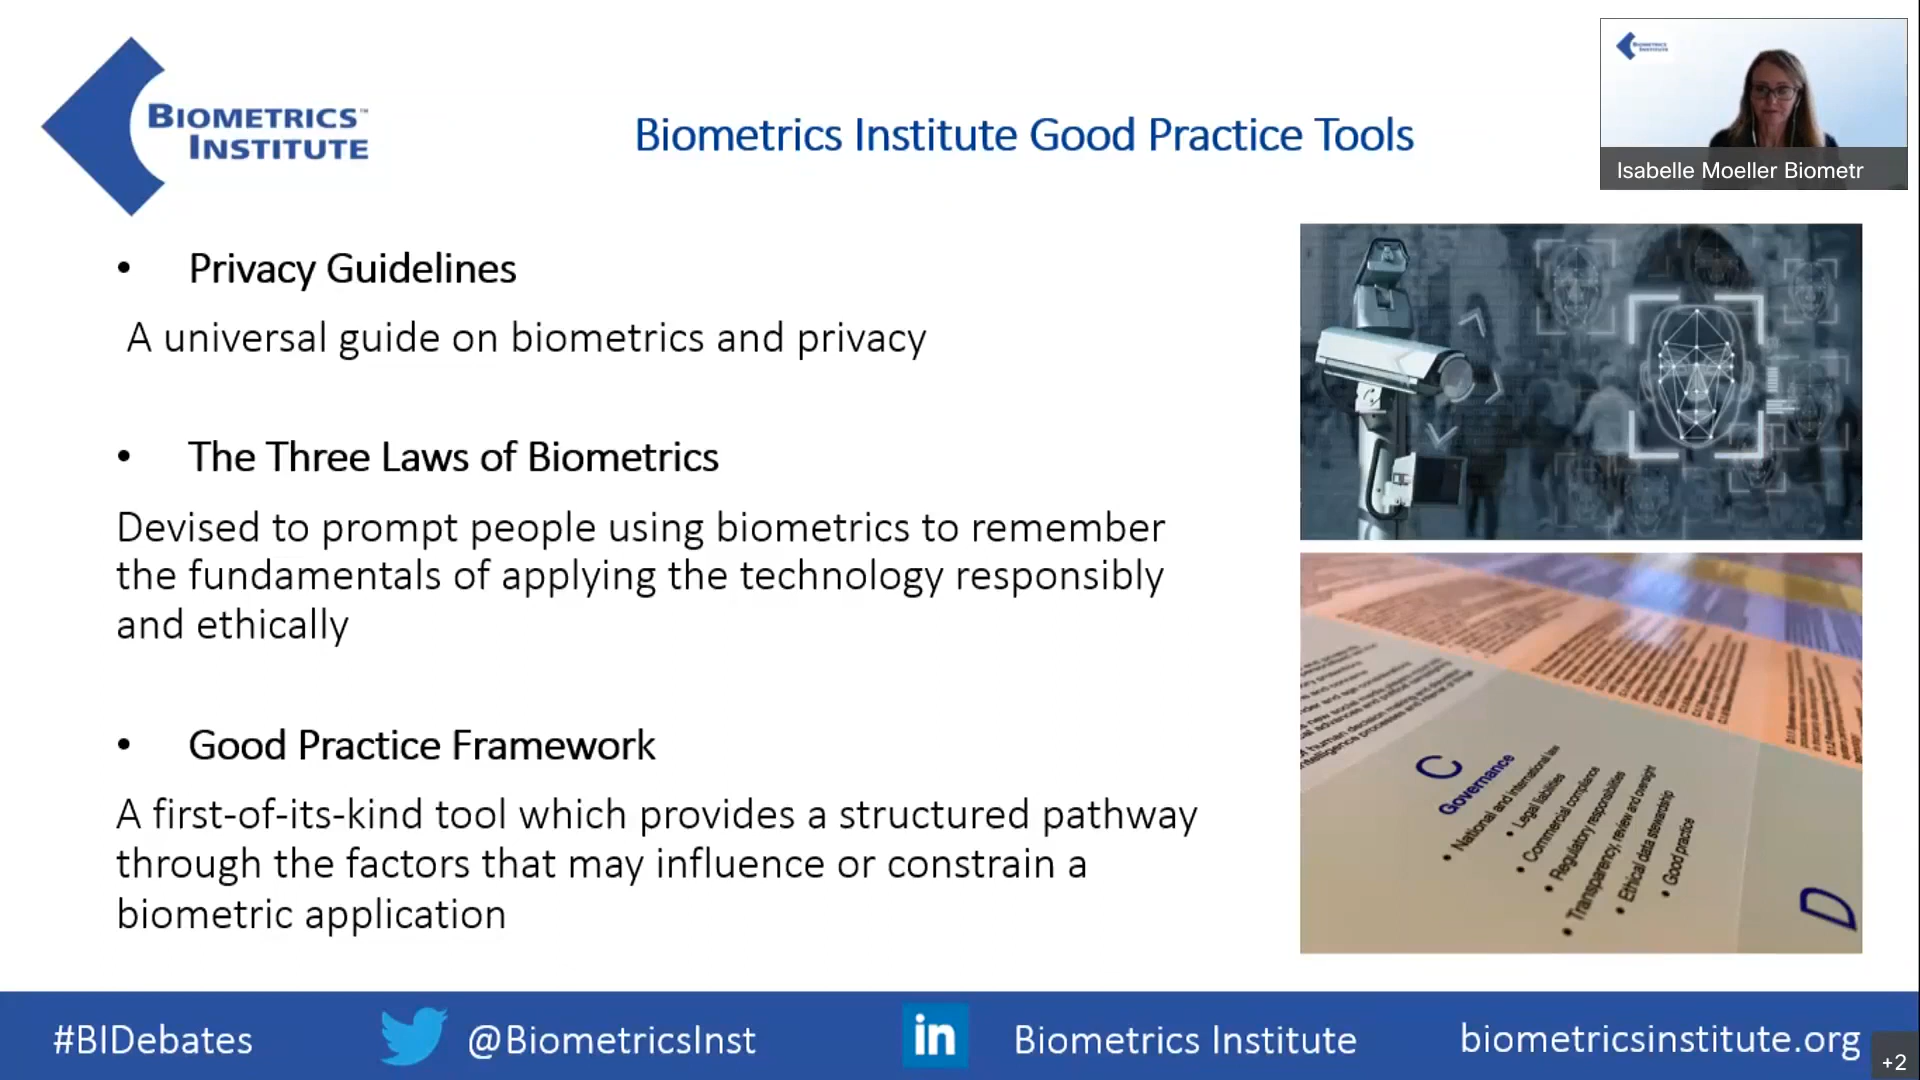 BIOMETRICS™
INSTITUTE
Biometrics Institute Good Practice Tools
BIOMETRICS
INSTITUTE
Isabelle Moeller Biometr
• Privacy Guidelines
A universal guide on biometrics and privacy
• The Three Laws of Biometrics
Devised to prompt people using biometrics to remember
the fundamentals of applying the technology responsibly
and ethically
• Good Practice Framework
A first-of-its-kind tool which provides a structured pathway
through the factors that may influence or constrain a
biometric application
C
Governance
• National and international law
• Legal liabilities
• Commercial compliance
• Regulatory responsibilities
• Transparency, review and oversight
• Ethical data stewardship
• Good practice
D
#BIDebates
@BiometricsInst
in
Biometrics Institute
biometricsinstitute.org
+2